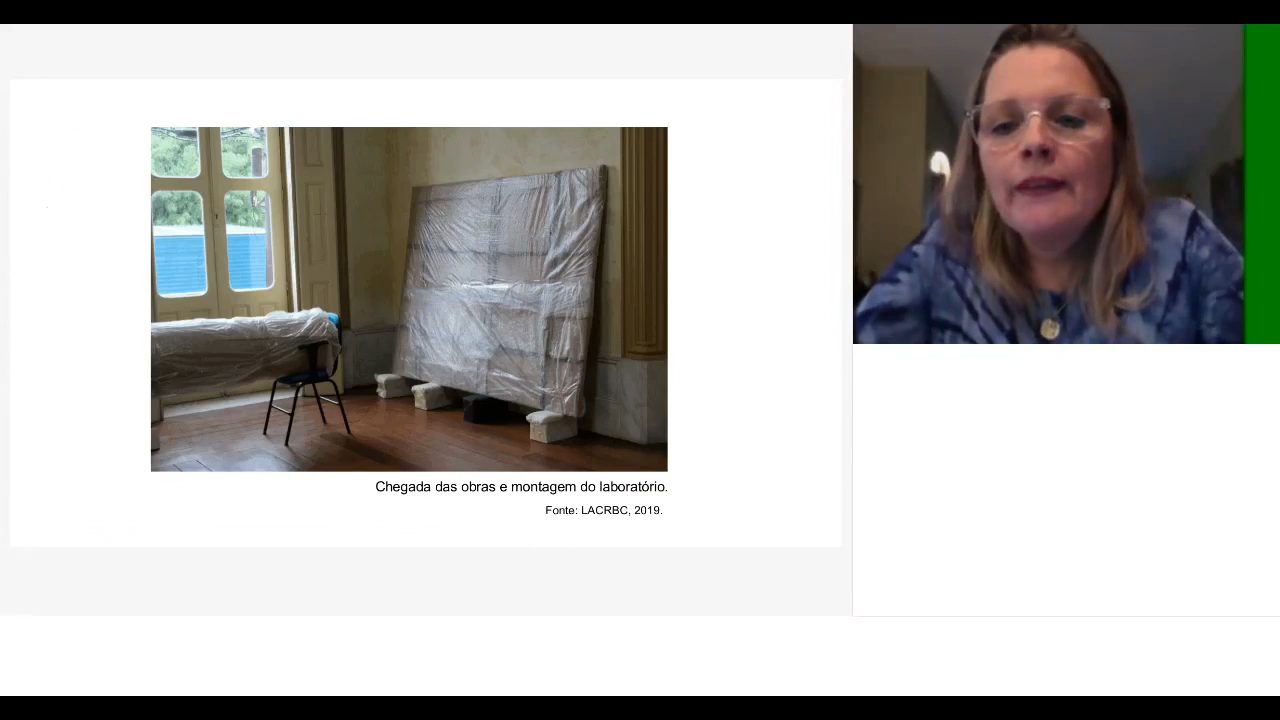 Chegada das obras e montagem do laboratório.
Fonte: LACRBC, 2019.